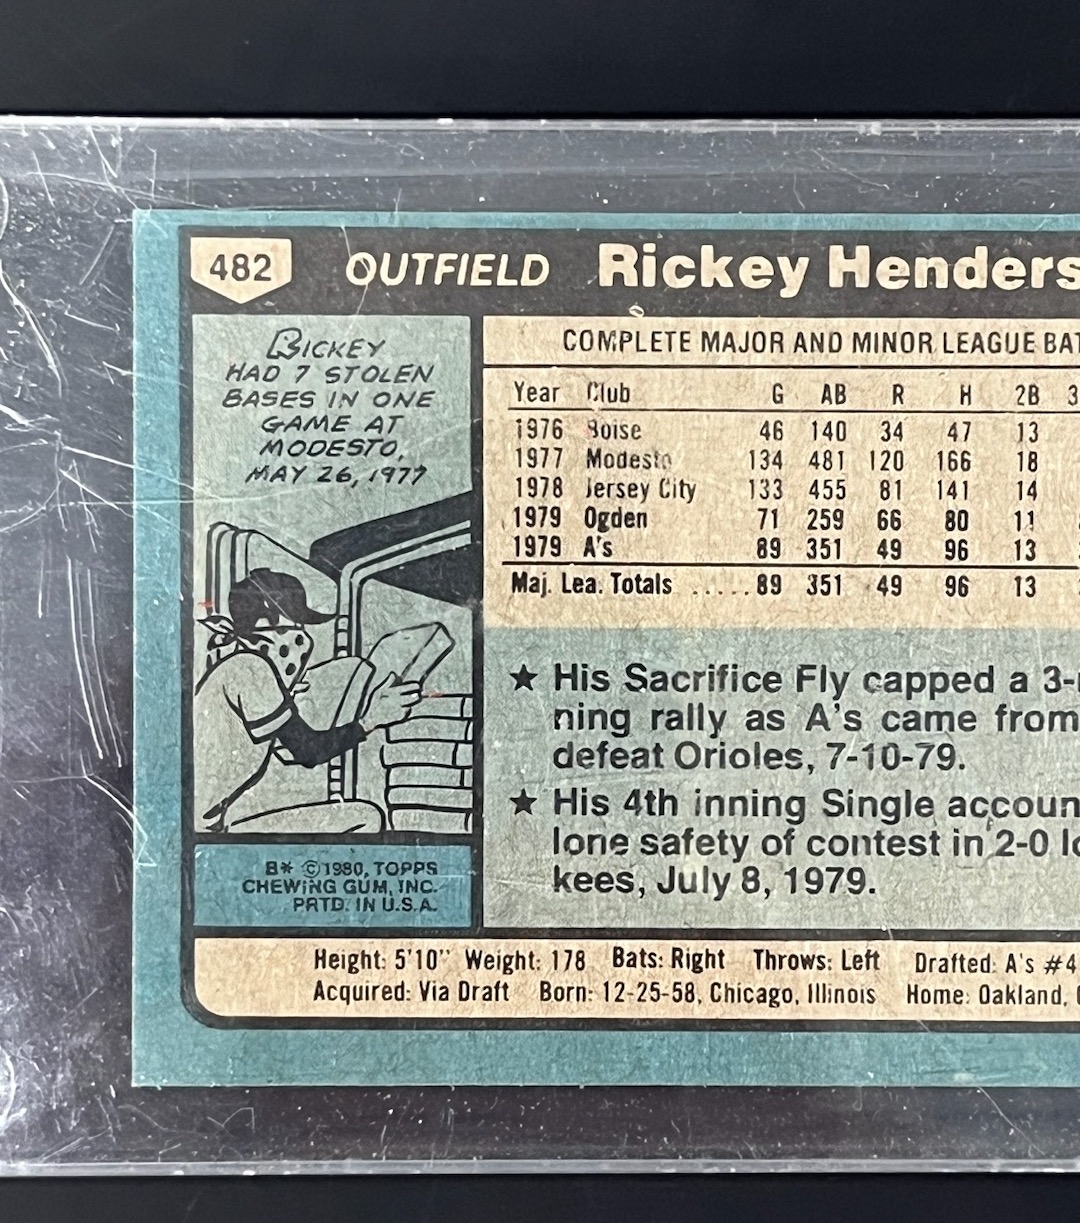 482 OUTFIELD Rickey Henders
RICKEY
HAD 7 STOLEN
BASES IN ONE
GAME AT
MODESTO,
MAY 26, 1977
COMPLETE MAJOR AND MINOR LEAGUE BAT
Year Club G AB R H 2B 3
1976 Boise 46 140 34 47 13
1977 Modesto 134 481 120 166 18
1978 Jersey City 133 455 81 141 14
1979 Ogden 71 259 66 80 11
1979 A's 89 351 49 96 13
Maj. Lea. Totals ..... 89 351 49 96 13
★ His Sacrifice Fly capped a 3-
ning rally as A's came from
defeat Orioles, 7-10-79.
★ His 4th inning Single accoun
lone safety of contest in 2-0 lo
kees, July 8, 1979.
B* ©1980, TOPPS
CHEWING GUM, INC.
PRTD. IN U.S.A.
Height: 5'10" Weight: 178 Bats: Right Throws: Left Drafted: A's #4
Acquired: Via Draft Born: 12-25-58, Chicago, Illinois Home: Oakland,